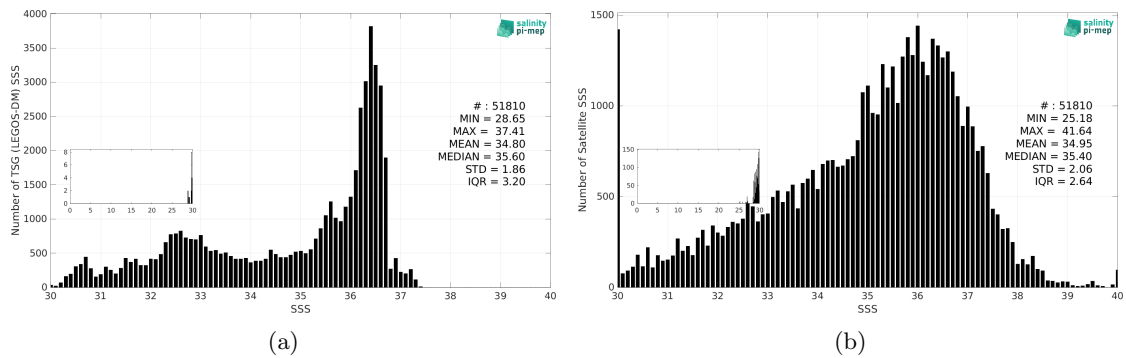 4000
3500
3000
2500
2000
1500
1000
500
0
Number of TSG (LEGOS-DM) SSS
salinity
pi-mep
# : 51810
MIN = 28.65
MAX = 37.41
MEAN = 34.80
MEDIAN = 35.60
STD = 1.86
IQR = 3.20
8
6
4
2
0
0 5 10 15 20 25 30
30 31 32 33 34 35 36 37 38 39 40
SSS
(a)
1500
1000
500
0
Number of Satellite SSS
salinity
pi-mep
# : 51810
MIN = 25.18
MAX = 41.64
MEAN = 34.95
MEDIAN = 35.40
STD = 2.06
IQR = 2.64
150
100
50
0
0 5 10 15 20 25 30
30 31 32 33 34 35 36 37 38 39 40
SSS
(b)